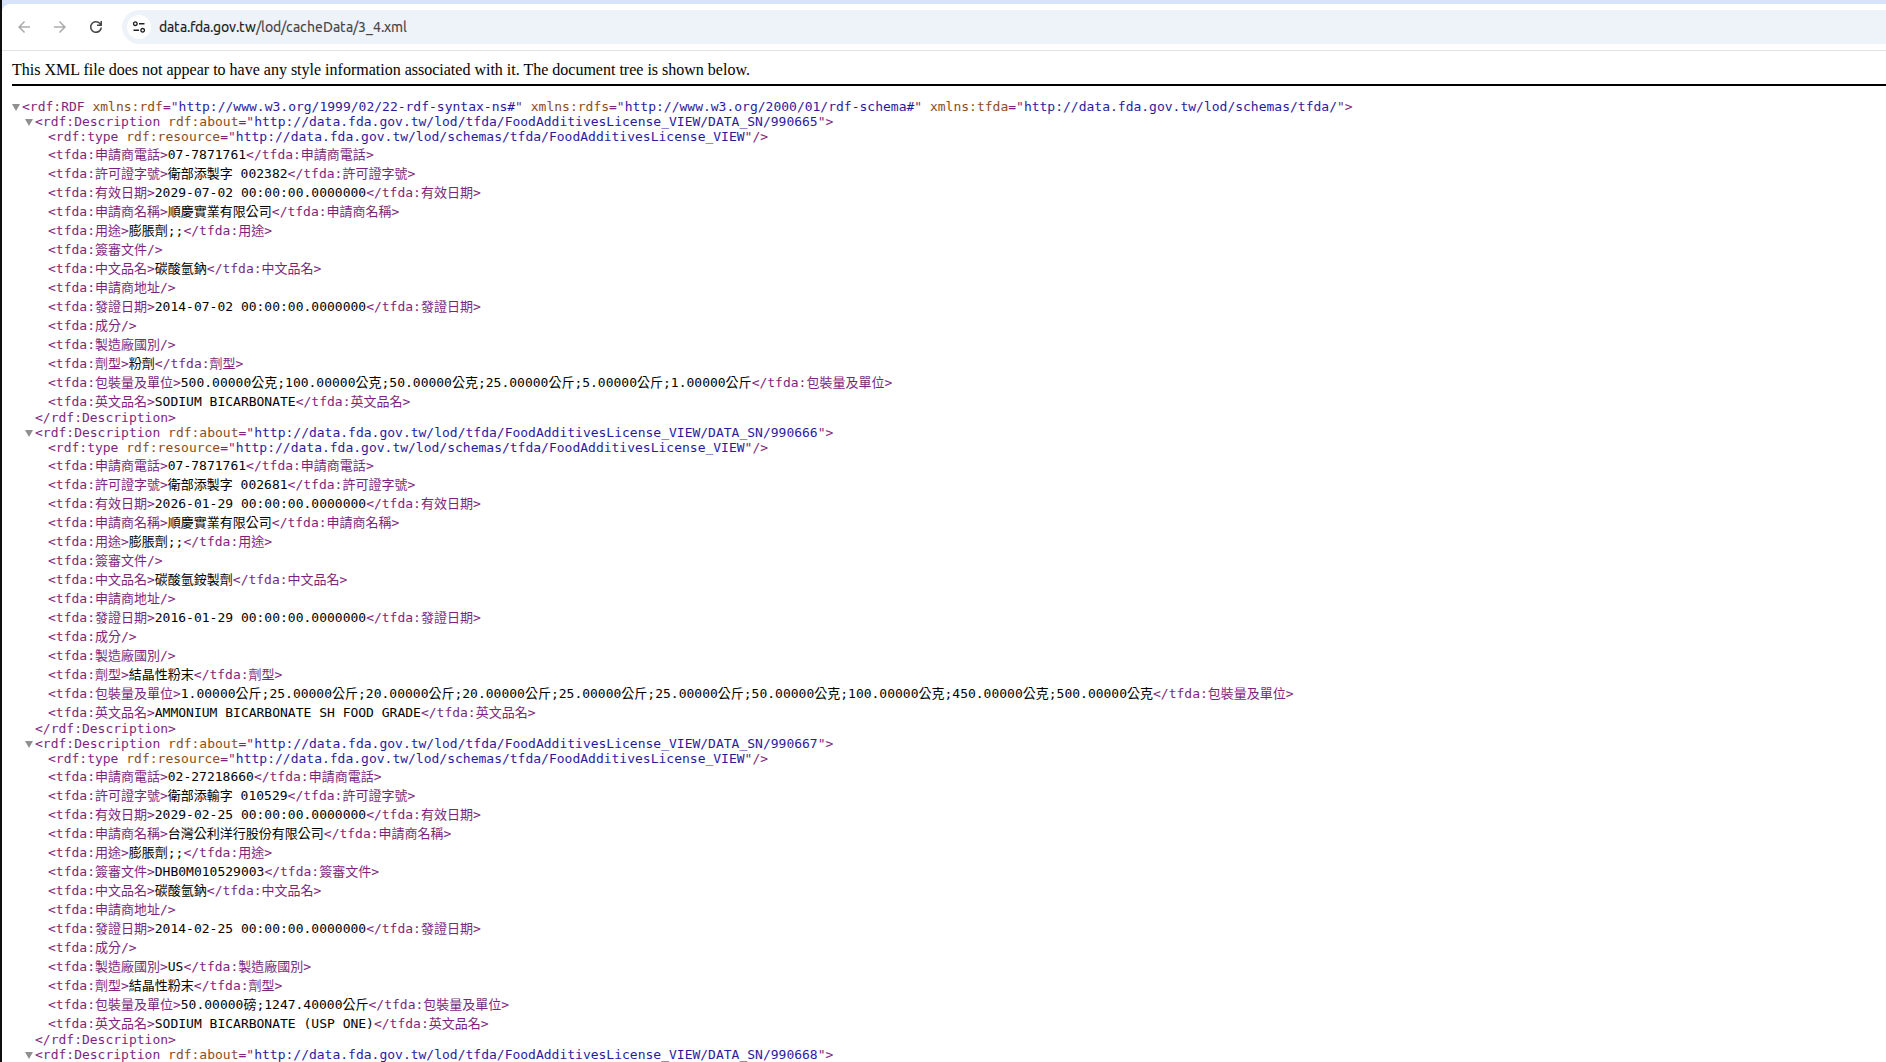 data.fda.gov.tw/lod/cacheData/3_4.xml
This XML file does not appear to have any style information associated with it. The document tree is shown below.
<rdf:RDF xmlns:rdf="http://www.w3.org/1999/02/22-rdf-syntax-ns#" xmlns:rdfs="http://www.w3.org/2000/01/rdf-schema#" xmlns:tfda="http://data.fda.gov.tw/lod/schemas/tfda/">
<rdf:Description rdf:about="http://data.fda.gov.tw/lod/tfda/FoodAdditivesLicense_VIEW/DATA_SN/990665">
<rdf:type rdf:resource="http://data.fda.gov.tw/lod/schemas/tfda/FoodAdditivesLicense_VIEW"/>
<tfda:申請商電話>07-7871761</tfda:申請商電話>
<tfda:許可證字號>衛部添製字 002382</tfda:許可證字號>
<tfda:有效日期>2029-07-02 00:00:00.0000000</tfda:有效日期>
<tfda:申請商名稱>順慶實業有限公司</tfda:申請商名稱>
<tfda:用途>膨脹劑;;</tfda:用途>
<tfda:簽審文件/>
<tfda:中文品名>碳酸氫鈉</tfda:中文品名>
<tfda:申請商地址/>
<tfda:發證日期>2014-07-02 00:00:00.0000000</tfda:發證日期>
<tfda:成分/>
<tfda:製造廠國別/>
<tfda:劑型>粉劑</tfda:劑型>
<tfda:包裝量及單位>500.00000公克;100.00000公克;50.00000公克;25.00000公斤;5.00000公斤;1.00000公斤</tfda:包裝量及單位>
<tfda:英文品名>SODIUM BICARBONATE</tfda:英文品名>
</rdf:Description>
<rdf:Description rdf:about="http://data.fda.gov.tw/lod/tfda/FoodAdditivesLicense_VIEW/DATA_SN/990666">
<rdf:type rdf:resource="http://data.fda.gov.tw/lod/schemas/tfda/FoodAdditivesLicense_VIEW"/>
<tfda:申請商電話>07-7871761</tfda:申請商電話>
<tfda:許可證字號>衛部添製字 002681</tfda:許可證字號>
<tfda:有效日期>2026-01-29 00:00:00.0000000</tfda:有效日期>
<tfda:申請商名稱>順慶實業有限公司</tfda:申請商名稱>
<tfda:用途>膨脹劑;;</tfda:用途>
<tfda:簽審文件/>
<tfda:中文品名>碳酸氫銨製劑</tfda:中文品名>
<tfda:申請商地址/>
<tfda:發證日期>2016-01-29 00:00:00.0000000</tfda:發證日期>
<tfda:成分/>
<tfda:製造廠國別/>
<tfda:劑型>結晶性粉末</tfda:劑型>
<tfda:包裝量及單位>1.00000公斤;25.00000公斤;20.00000公斤;20.00000公斤;25.00000公斤;25.00000公斤;50.00000公克;100.00000公克;450.00000公克;500.00000公克</tfda:包裝量及單位>
<tfda:英文品名>AMMONIUM BICARBONATE SH FOOD GRADE</tfda:英文品名>
</rdf:Description>
<rdf:Description rdf:about="http://data.fda.gov.tw/lod/tfda/FoodAdditivesLicense_VIEW/DATA_SN/990667">
<rdf:type rdf:resource="http://data.fda.gov.tw/lod/schemas/tfda/FoodAdditivesLicense_VIEW"/>
<tfda:申請商電話>02-27218660</tfda:申請商電話>
<tfda:許可證字號>衛部添輸字 010529</tfda:許可證字號>
<tfda:有效日期>2029-02-25 00:00:00.0000000</tfda:有效日期>
<tfda:申請商名稱>台灣公利洋行股份有限公司</tfda:申請商名稱>
<tfda:用途>膨脹劑;;</tfda:用途>
<tfda:簽審文件>DHB0M010529003</tfda:簽審文件>
<tfda:中文品名>碳酸氫鈉</tfda:中文品名>
<tfda:申請商地址/>
<tfda:發證日期>2014-02-25 00:00:00.0000000</tfda:發證日期>
<tfda:成分/>
<tfda:製造廠國別>US</tfda:製造廠國別>
<tfda:劑型>結晶性粉末</tfda:劑型>
<tfda:包裝量及單位>50.00000磅;1247.40000公斤</tfda:包裝量及單位>
<tfda:英文品名>SODIUM BICARBONATE (USP ONE)</tfda:英文品名>
</rdf:Description>
<rdf:Description rdf:about="http://data.fda.gov.tw/lod/tfda/FoodAdditivesLicense_VIEW/DATA_SN/990668">